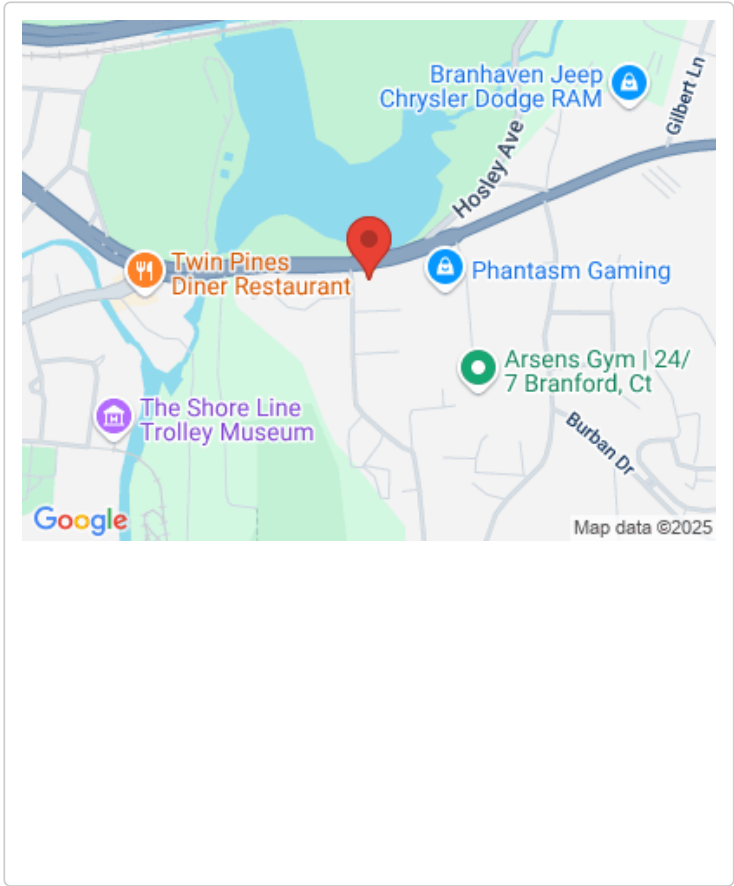 Branhaven Jeep
Chrysler Dodge RAM
Gilbert Ln
Hosley Ave
Twin Pines
Diner Restaurant
Phantasm Gaming
Arsens Gym | 24/
7 Branford, Ct
The Shore Line
Trolley Museum
Burban Dr
Google
Map data ©2025